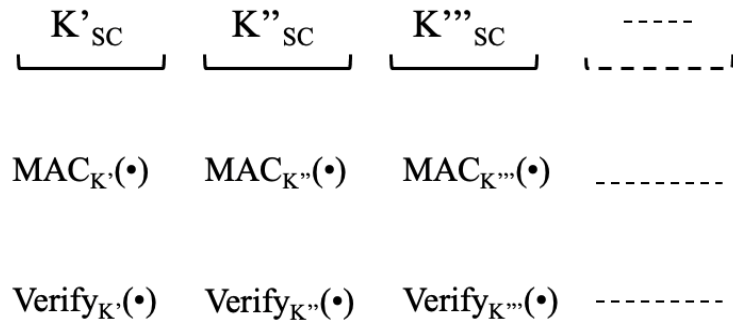 K’SC K”SC K”’SC -----
MACK’(•) MACK”(•) MACK”’(•) ----------
VerifyK’(•) VerifyK”(•) VerifyK”’(•) ----------